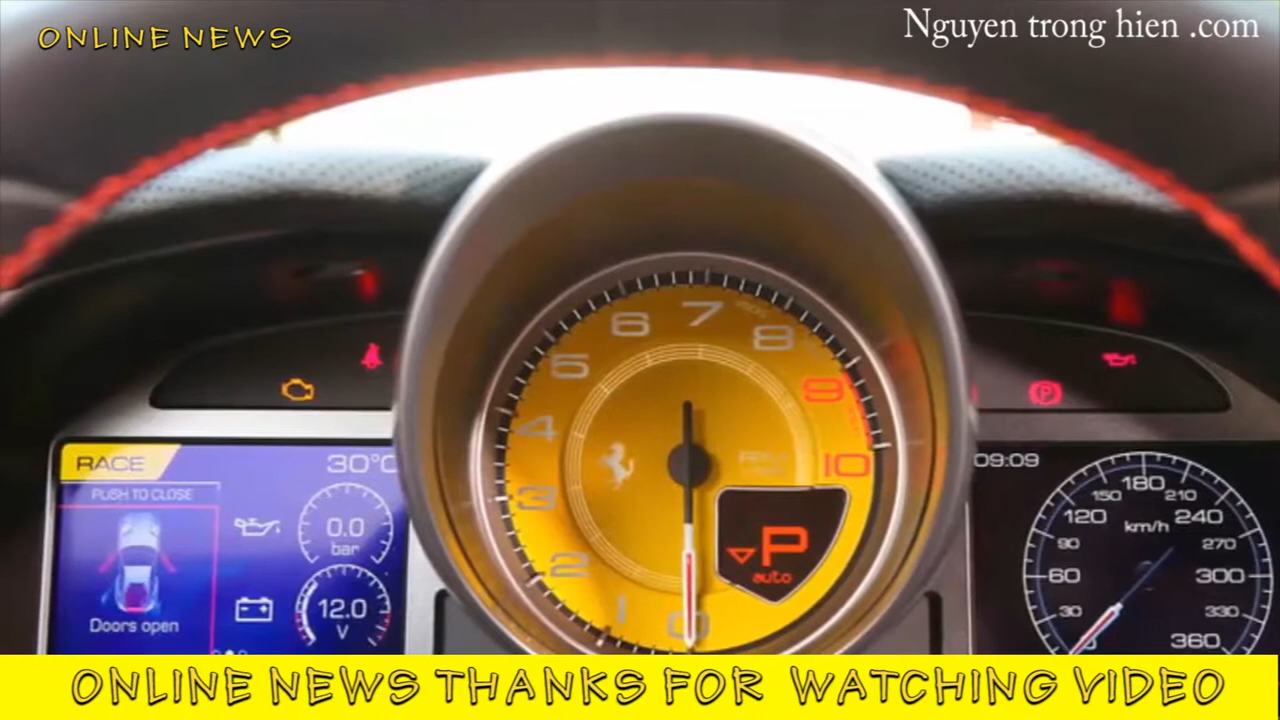 ONLINE NEWS
Nguyen trong hien .com
RACE
30°C
PUSH TO CLOSE
Doors open
0.0
bar
12.0
V
0
1
2
3
4
5
6
7
8
9
10
P
auto
09:09
30
60
90
120
150
180
210
240
270
300
330
360
km/h
ONLINE NEWS THANKS FOR WATCHING VIDEO